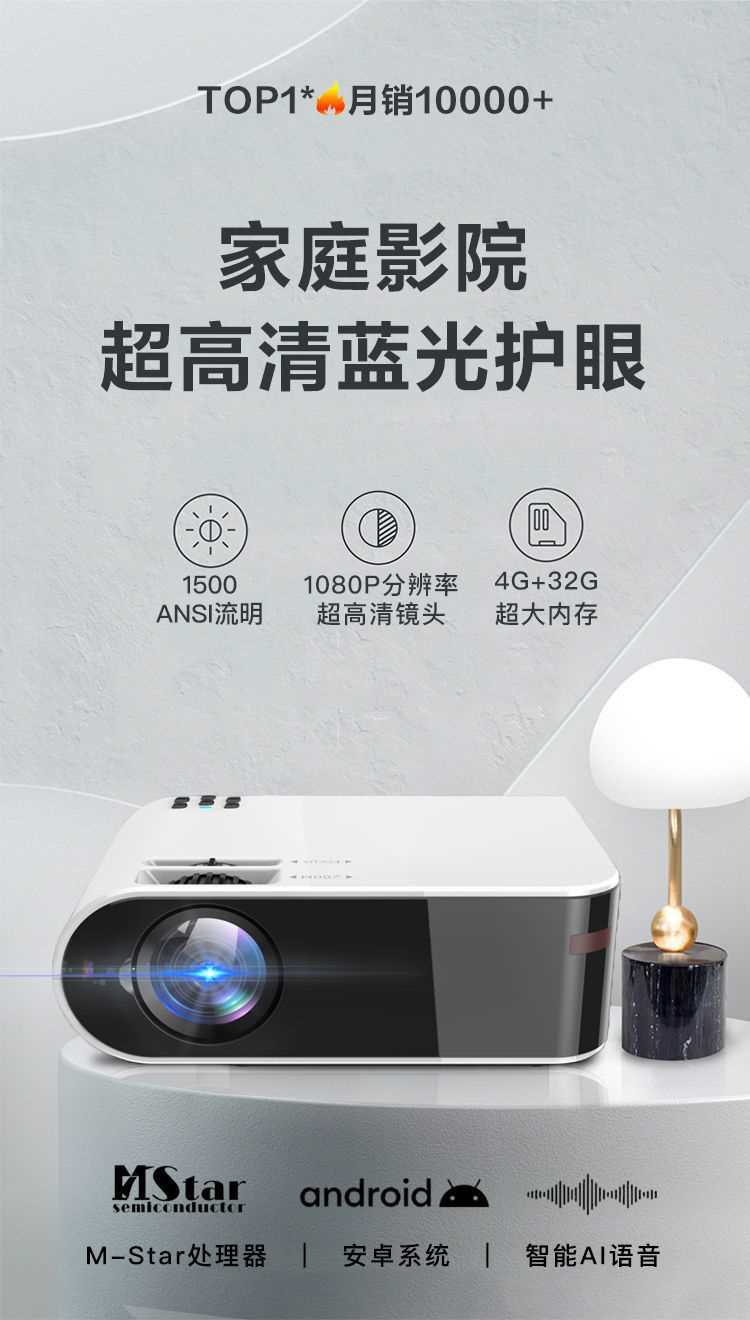 TOP1*🔥月销10000+
家庭影院
超高清蓝光护眼
1500
ANSI流明
1080P分辨率
超高清镜头
4G+32G
超大内存
MStar
semiconductor
android
M-Star处理器 | 安卓系统 | 智能AI语音